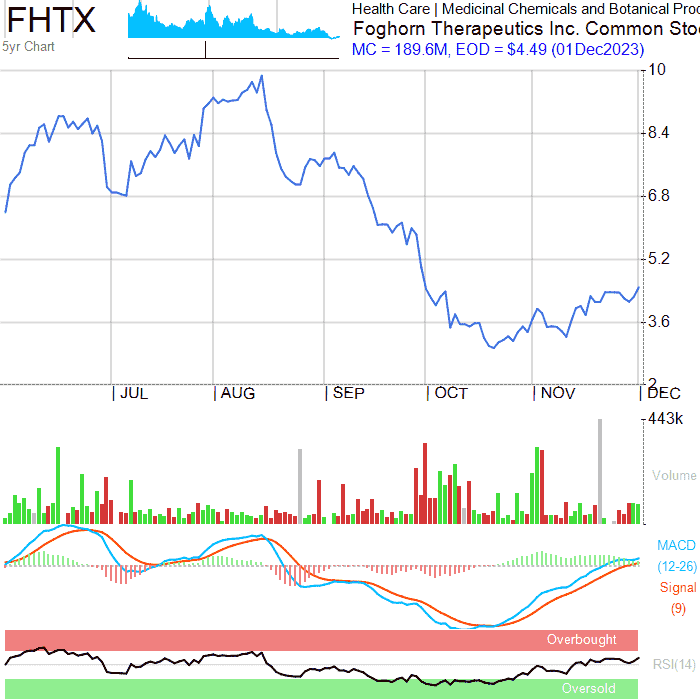 FHTX
5yr Chart
Health Care | Medicinal Chemicals and Botanical Proc
Foghorn Therapeutics Inc. Common Sto
MC = 189.6M, EOD = $4.49 (01Dec2023)
10
8.4
6.8
5.2
3.6
2
JUL AUG SEP OCT NOV DEC
443k
Volume
MACD
(12-26)
Signal
(9)
Overbought
RSI(14)
Oversold